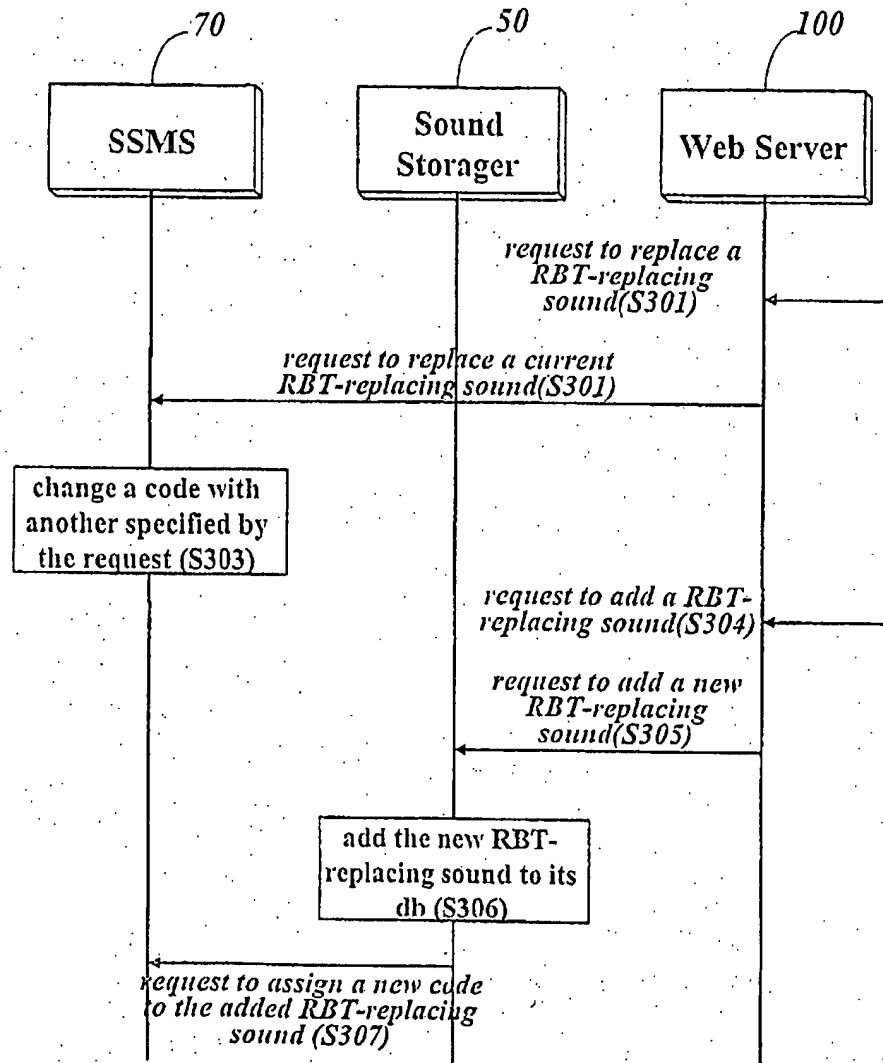 70
50
100
SSMS
Sound
Storager
Web Server
request to replace a
RBT-replacing
sound(S301)
request to replace a current
RBT-replacing sound(S301)
change a code with
another specified by
the request (S303)
request to add a RBT-
replacing sound(S304)
request to add a new
RBT-replacing
sound(S305)
add the new RBT-
replacing sound to its
db (S306)
request to assign a new code
to the added RBT-replacing
sound (S307)